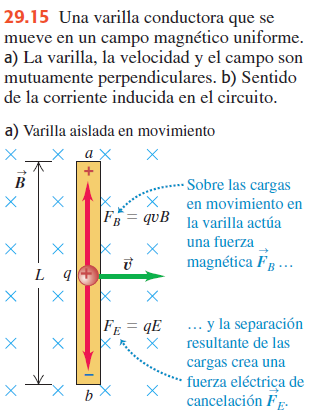 29.15 Una varilla conductora que se
mueve en un campo magnético uniforme.
a) La varilla, la velocidad y el campo son
mutuamente perpendiculares. b) Sentido
de la corriente inducida en el circuito.
a) Varilla aislada en movimiento
a
B⃗
+
F_B = qvB
Sobre las cargas
en movimiento en
la varilla actúa
una fuerza
magnética F⃗_B ...
v⃗
L q +
F_E = qE
... y la separación
resultante de las
cargas crea una
fuerza eléctrica de
cancelación F⃗_E.
–
b